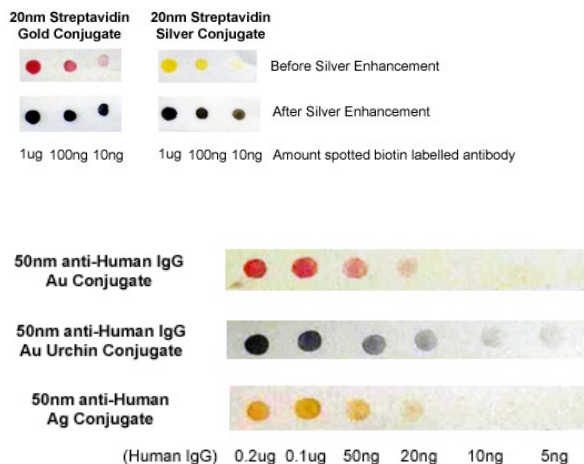 20nm Streptavidin 20nm Streptavidin
Gold Conjugate Silver Conjugate
Before Silver Enhancement
After Silver Enhancement
1ug 100ng 10ng 1ug 100ng 10ng Amount spotted biotin labelled antibody
50nm anti-Human IgG
Au Conjugate
50nm anti-Human IgG
Au Urchin Conjugate
50nm anti-Human
Ag Conjugate
(Human IgG) 0.2ug 0.1ug 50ng 20ng 10ng 5ng